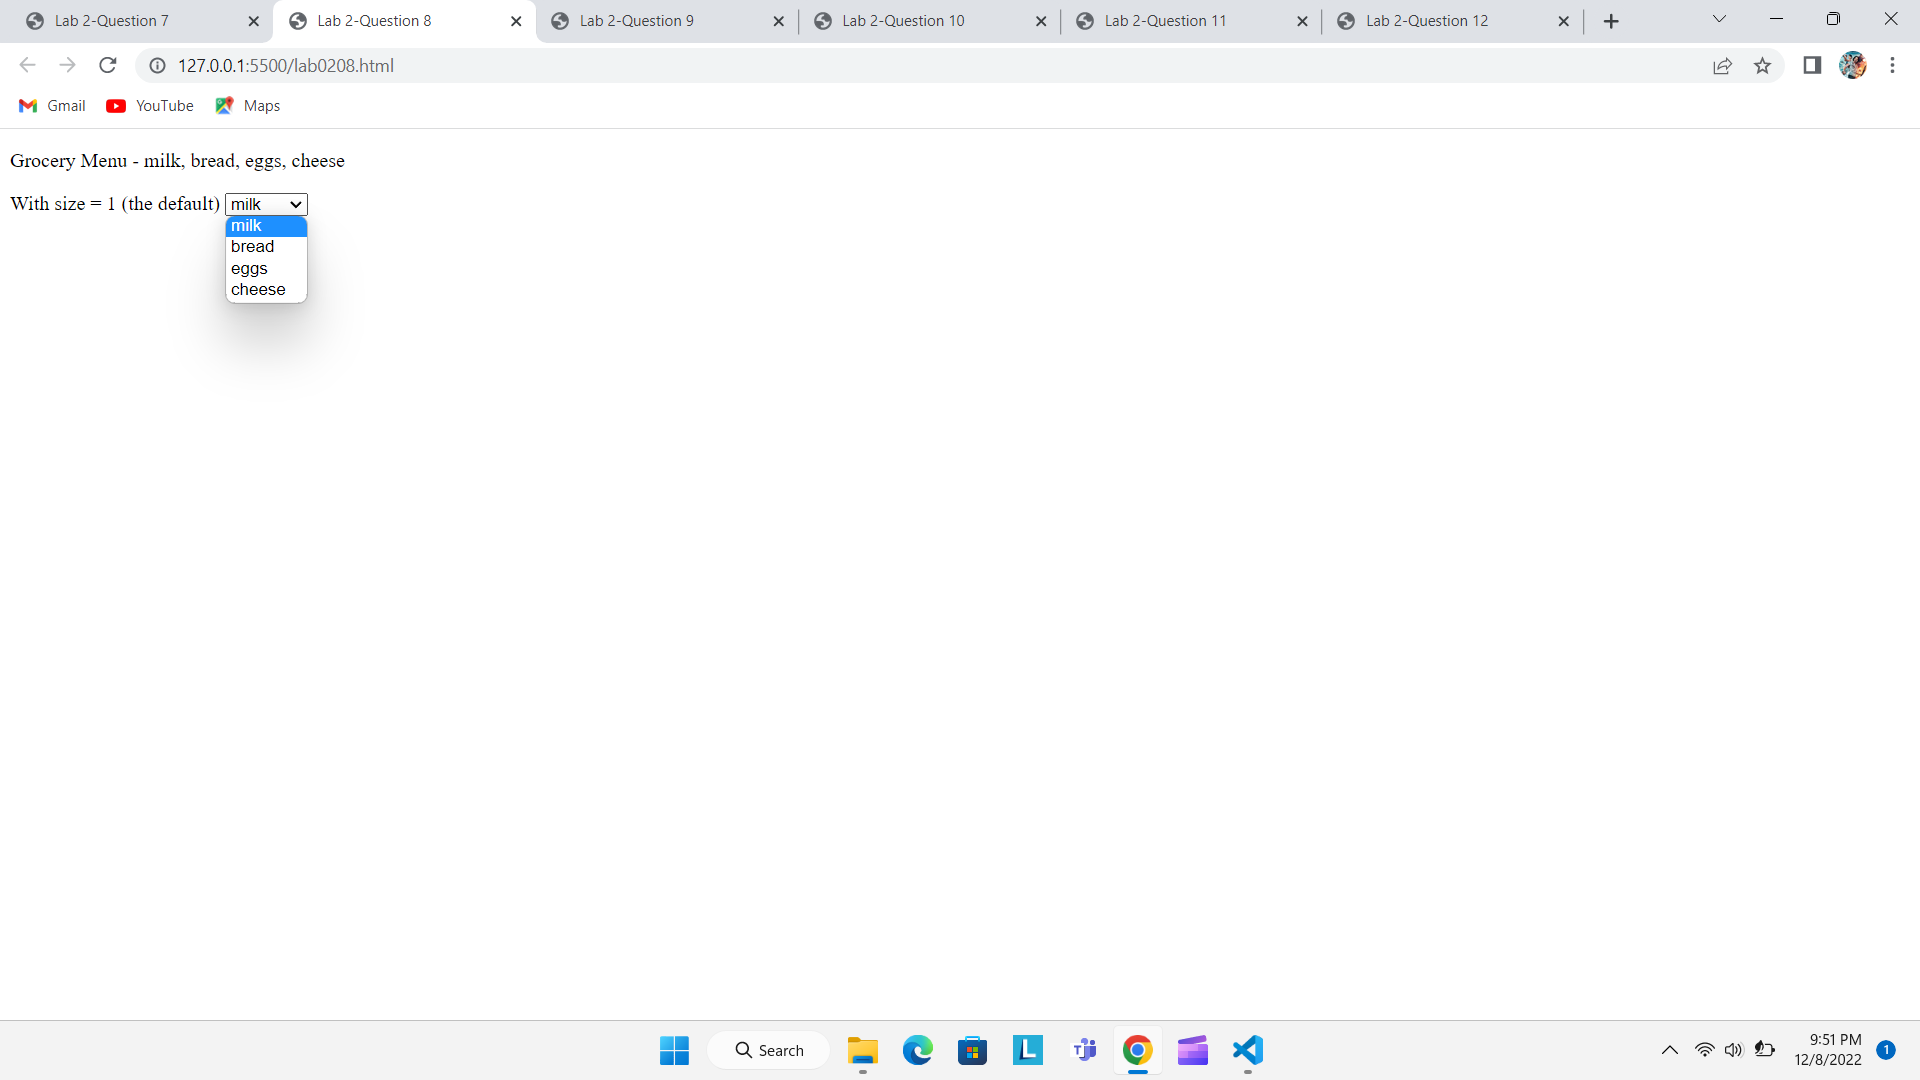 Lab 2-Question 7
Lab 2-Question 8
Lab 2-Question 9
Lab 2-Question 10
Lab 2-Question 11
Lab 2-Question 12
127.0.0.1:5500/lab0208.html
Gmail
YouTube
Maps
Grocery Menu - milk, bread, eggs, cheese
With size = 1 (the default) milk
milk
bread
eggs
cheese
Search
L
T
9:51 PM
12/8/2022
1